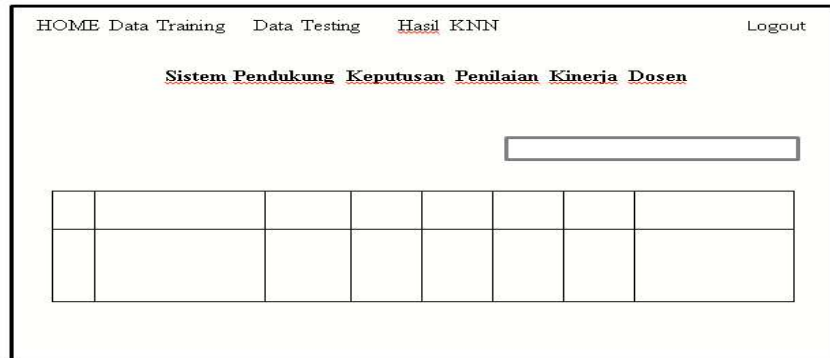 HOME Data Training Data Testing Hasil KNN Logout
Sistem Pendukung Keputusan Penilaian Kinerja Dosen